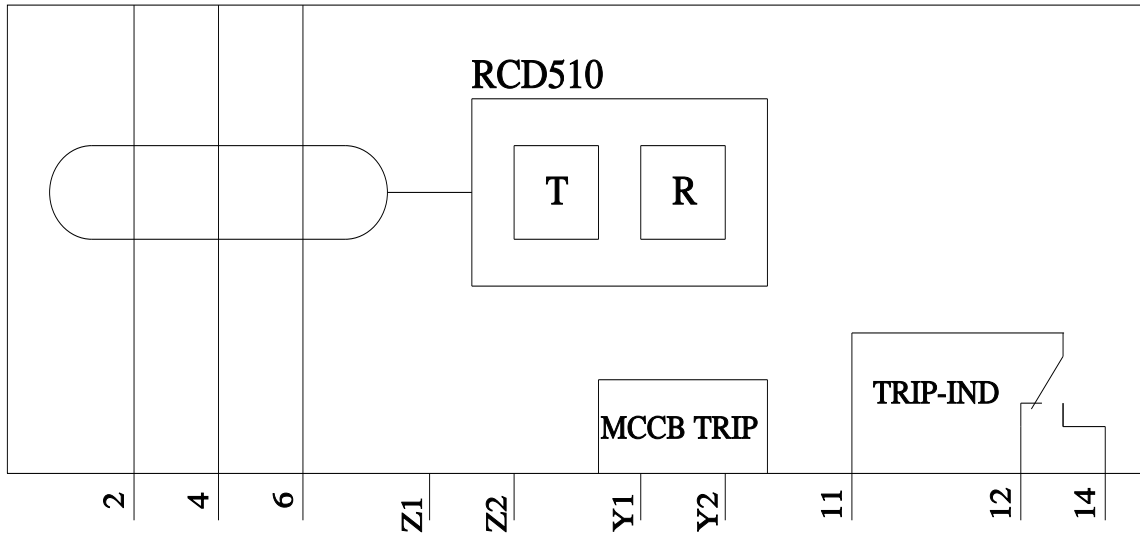 RCD510
T R
TRIP-IND
MCCB TRIP
2 4 6 Z1 Z2 Y1 Y2 11 12 14